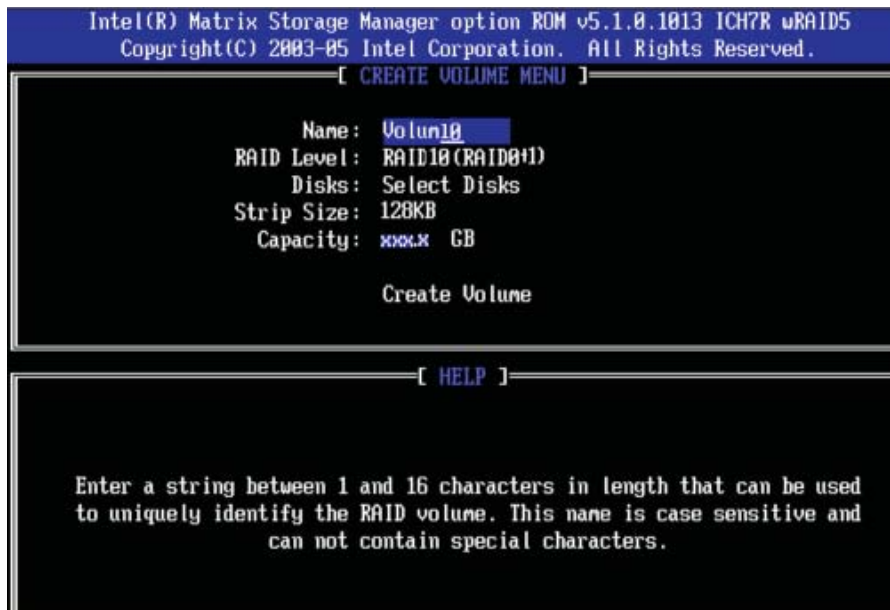 Intel(R) Matrix Storage Manager option ROM v5.1.0.1013 ICH7R wRAID5
Copyright(C) 2003-05 Intel Corporation. All Rights Reserved.
[ CREATE VOLUME MENU ]
Name: Volum10
RAID Level: RAID10(RAID0+1)
Disks: Select Disks
Strip Size: 128KB
Capacity: xxx.x GB
Create Volume
[ HELP ]
Enter a string between 1 and 16 characters in length that can be used
to uniquely identify the RAID volume. This name is case sensitive and
can not contain special characters.